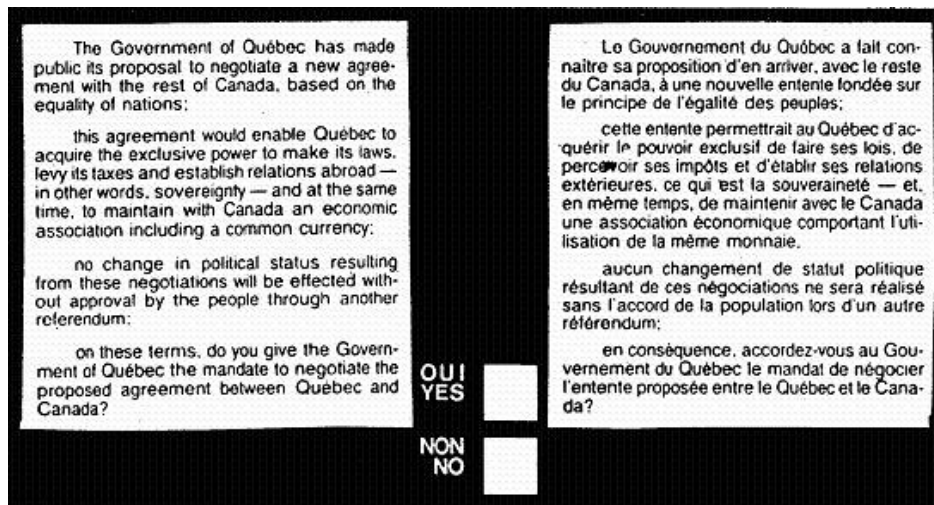 The Government of Québec has made
public its proposal to negotiate a new agree-
ment with the rest of Canada, based on the
equality of nations;
this agreement would enable Québec to
acquire the exclusive power to make its laws,
levy its taxes and establish relations abroad —
in other words, sovereignty — and at the same
time, to maintain with Canada an economic
association including a common currency;
no change in political status resulting
from these negotiations will be effected with-
out approval by the people through another
referendum;
on these terms, do you give the Govern-
ment of Québec the mandate to negotiate the
proposed agreement between Québec and
Canada?
OUI
YES
NON
NO
Le Gouvernement du Québec a fait con-
naître sa proposition d'en arriver, avec le reste
du Canada, à une nouvelle entente fondée sur
le principe de l'égalité des peuples;
cette entente permettrait au Québec d'ac-
quérir le pouvoir exclusif de faire ses lois, de
percevoir ses impôts et d'établir ses relations
extérieures, ce qui est la souveraineté — et,
en même temps, de maintenir avec le Canada
une association économique comportant l'uti-
lisation de la même monnaie,
aucun changement de statut politique
résultant de ces négociations ne sera réalisé
sans l'accord de la population lors d'un autre
référendum;
en conséquence, accordez-vous au Gou-
vernement du Québec le mandat de négocier
l'entente proposée entre le Québec et le Cana-
da?